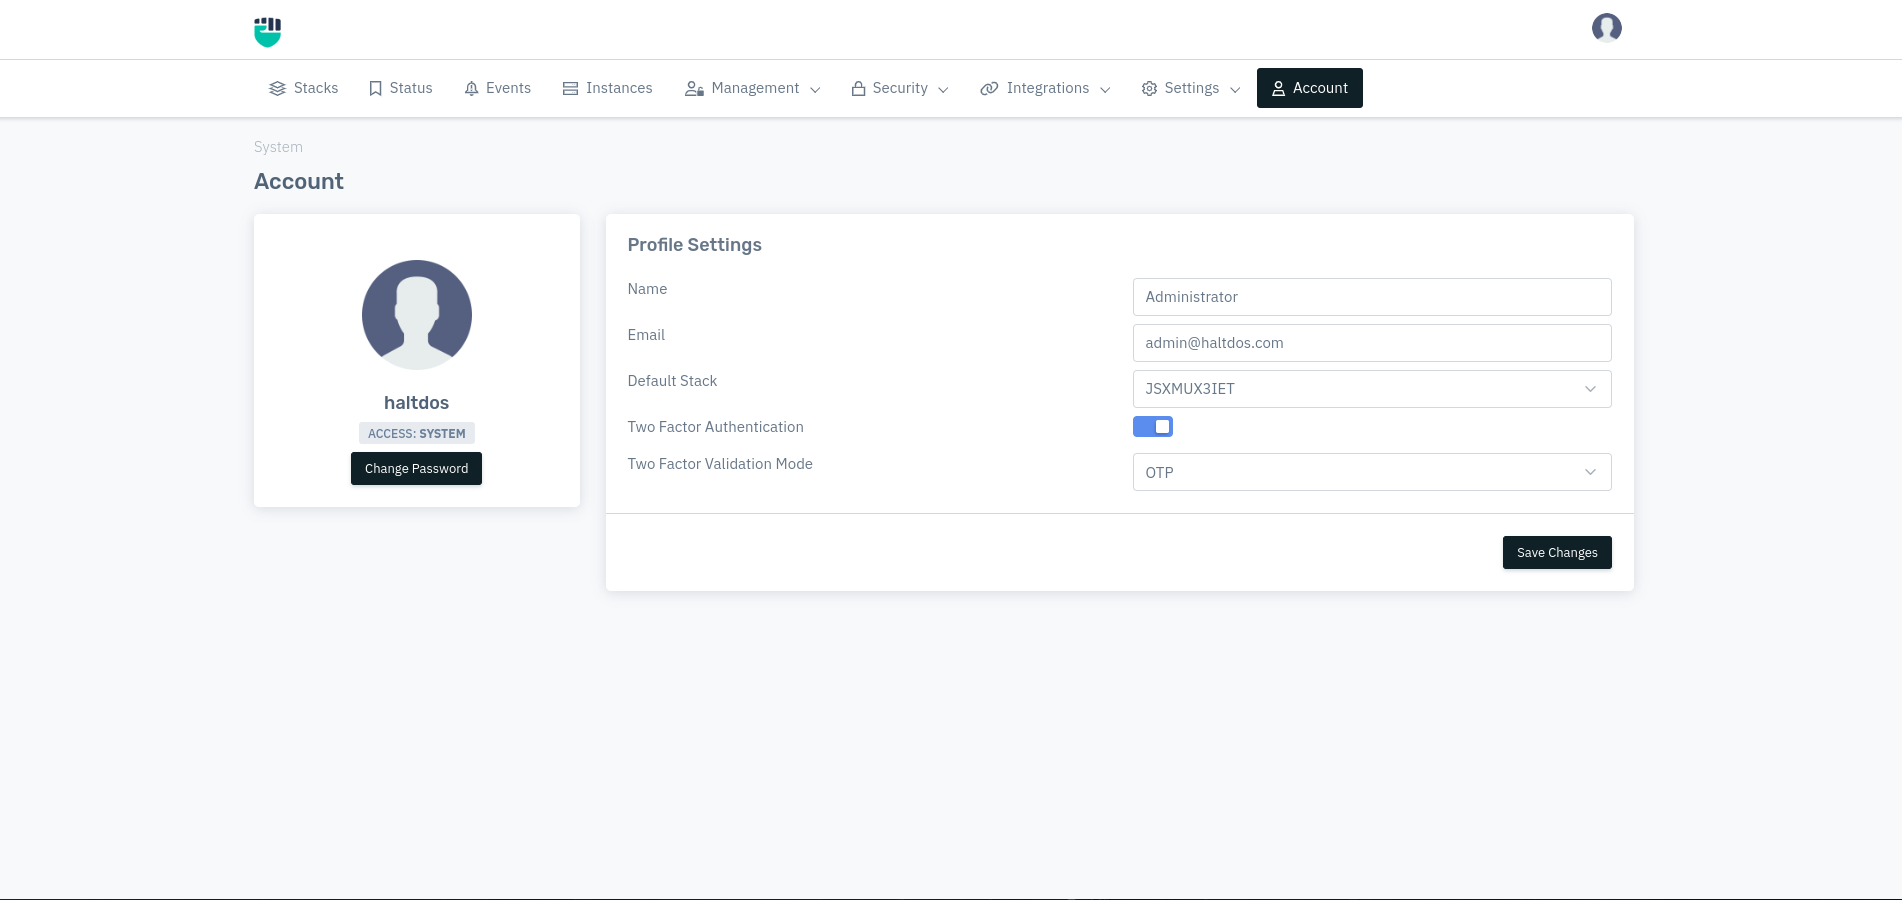 Stacks Status Events Instances Management Security Integrations Settings Account
System
Account
haltdos
ACCESS: SYSTEM
Change Password
Profile Settings
Name Administrator
Email admin@haltdos.com
Default Stack JSXMUX3IET
Two Factor Authentication
Two Factor Validation Mode OTP
Save Changes